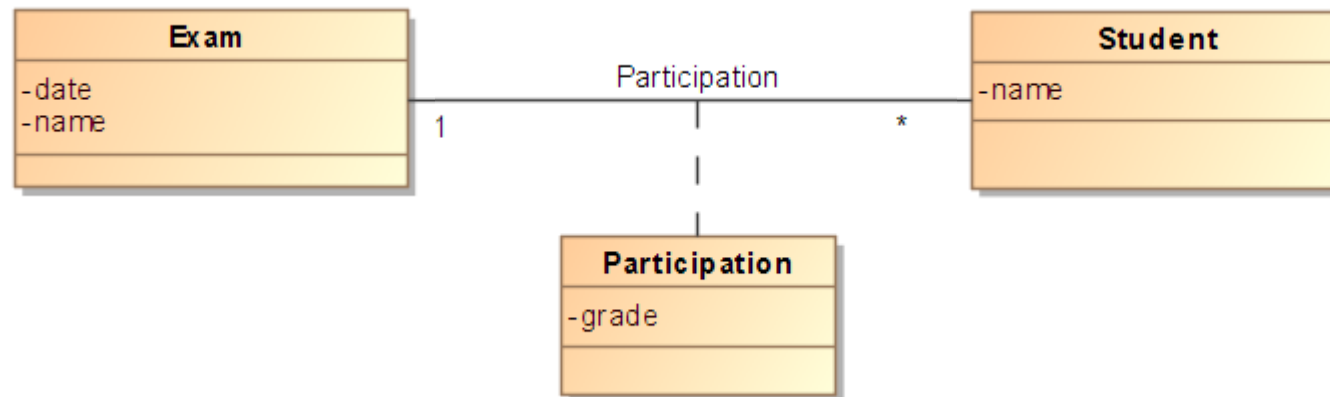 Exam
-date
-name
Participation
1
*
Student
-name
Participation
-grade